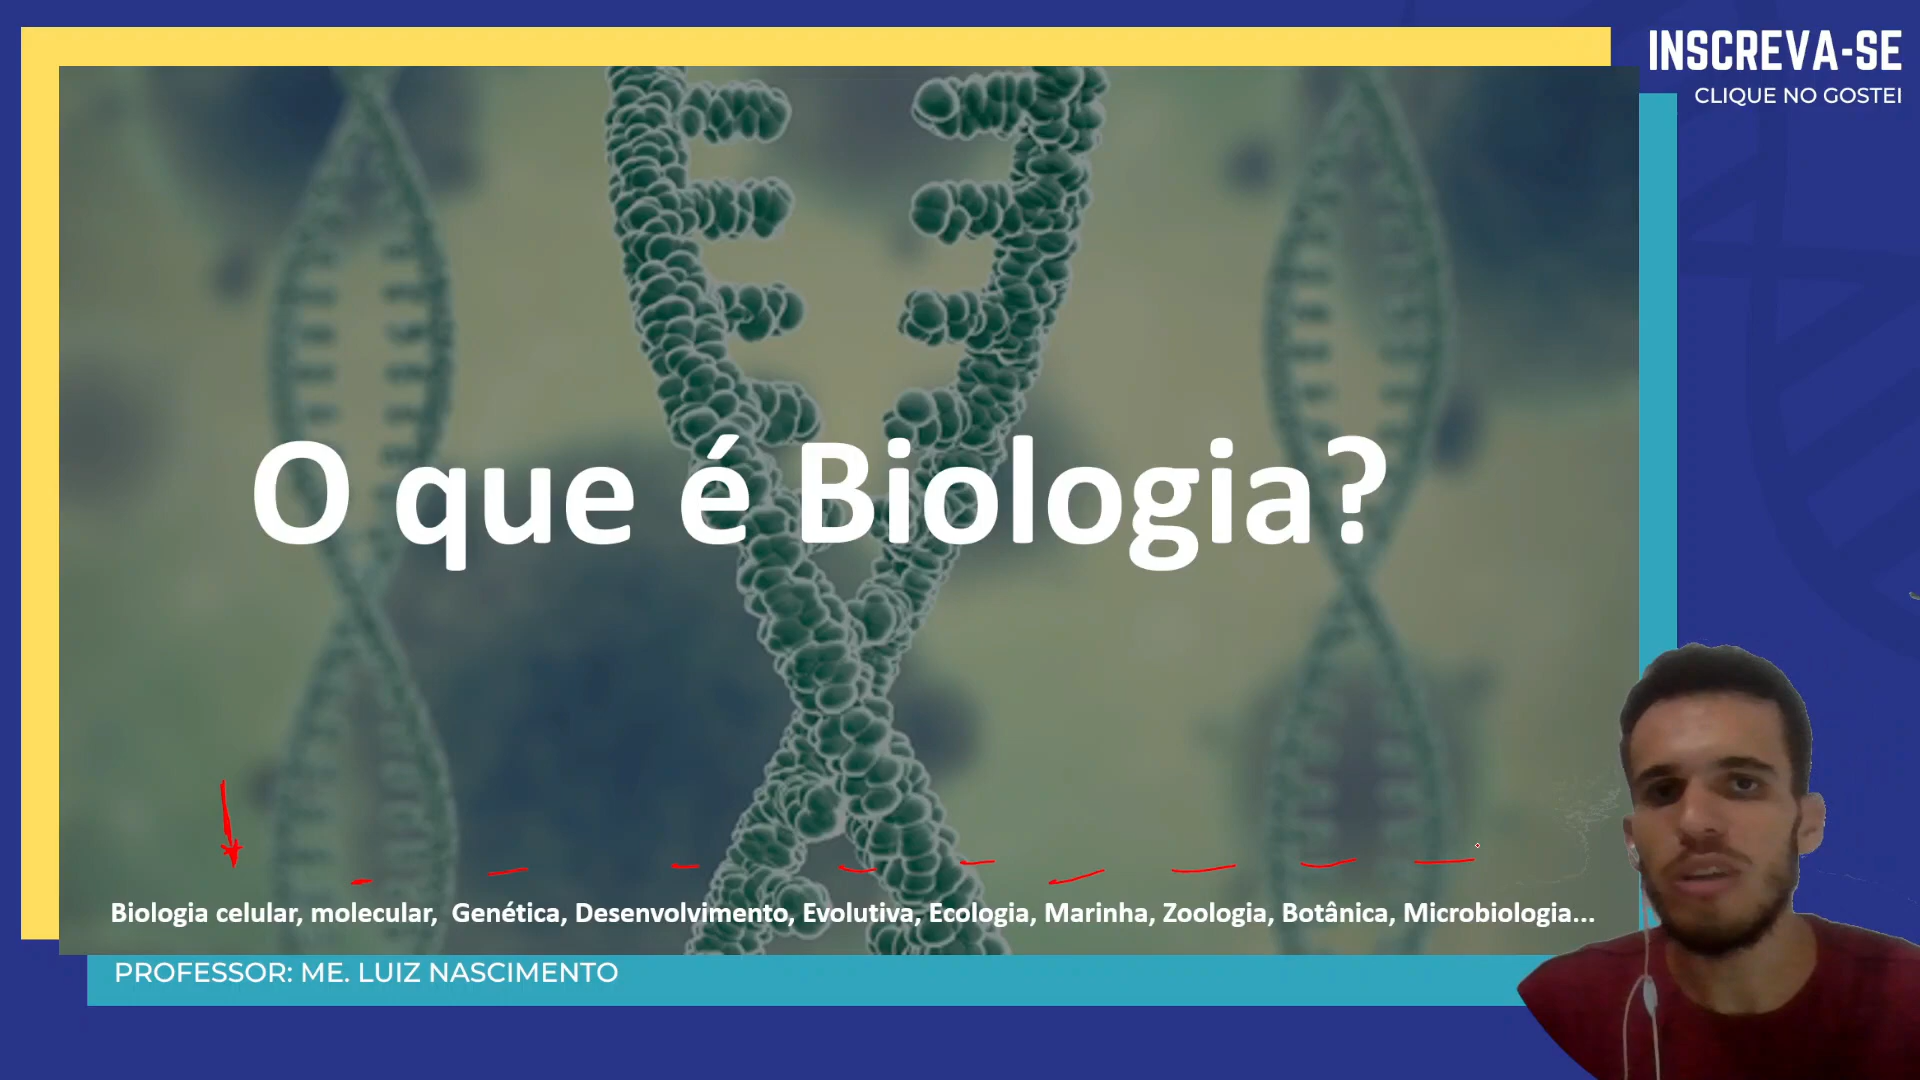 INSCREVA-SE
CLIQUE NO GOSTEI
O que é Biologia?
Biologia celular, molecular, Genética, Desenvolvimento, Evolutiva, Ecologia, Marinha, Zoologia, Botânica, Microbiologia...
PROFESSOR: ME. LUIZ NASCIMENTO